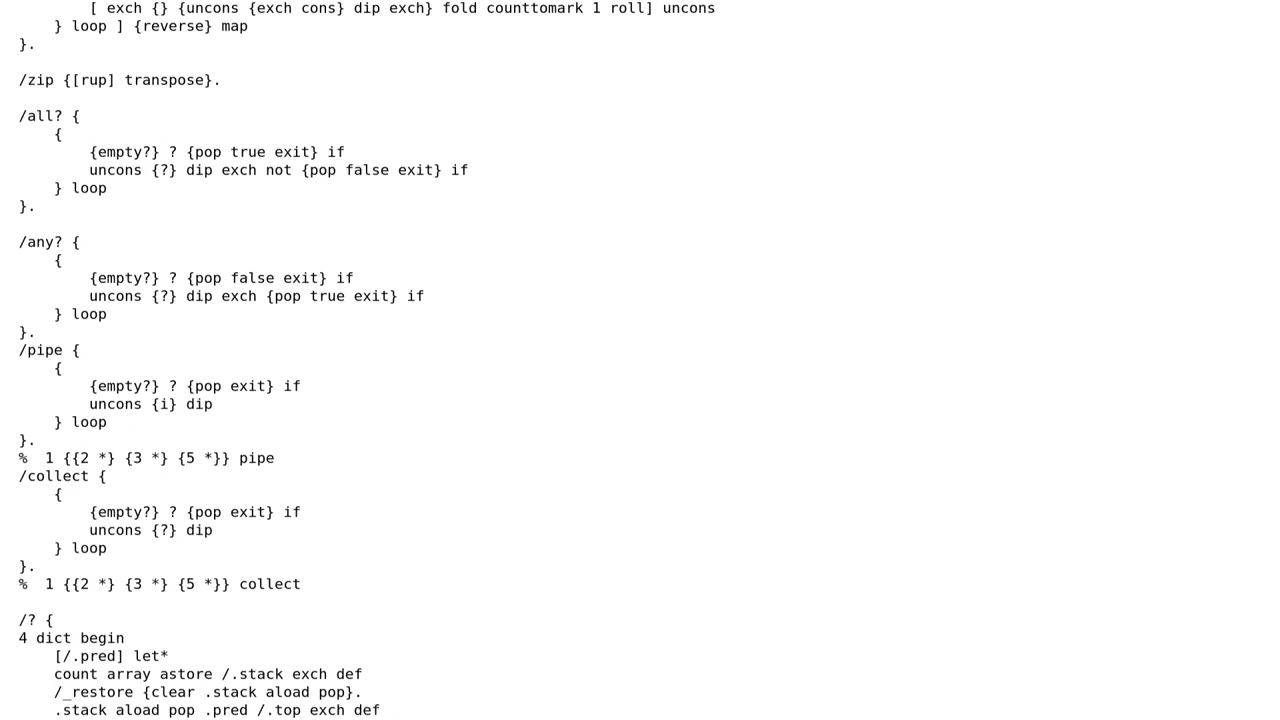 [ exch {} {uncons {exch cons} dip exch} fold counttomark 1 roll] uncons
} loop ] {reverse} map
}.
/zip {[rup] transpose}.
/all? {
{
{empty?} ? {pop true exit} if
uncons {?} dip exch not {pop false exit} if
} loop
}.
/any? {
{
{empty?} ? {pop false exit} if
uncons {?} dip exch {pop true exit} if
} loop
}.
/pipe {
{
{empty?} ? {pop exit} if
uncons {i} dip
} loop
}.
%  1 {{2 *} {3 *} {5 *}} pipe
/collect {
{
{empty?} ? {pop exit} if
uncons {?} dip
} loop
}.
%  1 {{2 *} {3 *} {5 *}} collect
/? {
4 dict begin
[/.pred] let*
count array astore /.stack exch def
/_restore {clear .stack aload pop}.
.stack aload pop .pred /.top exch def